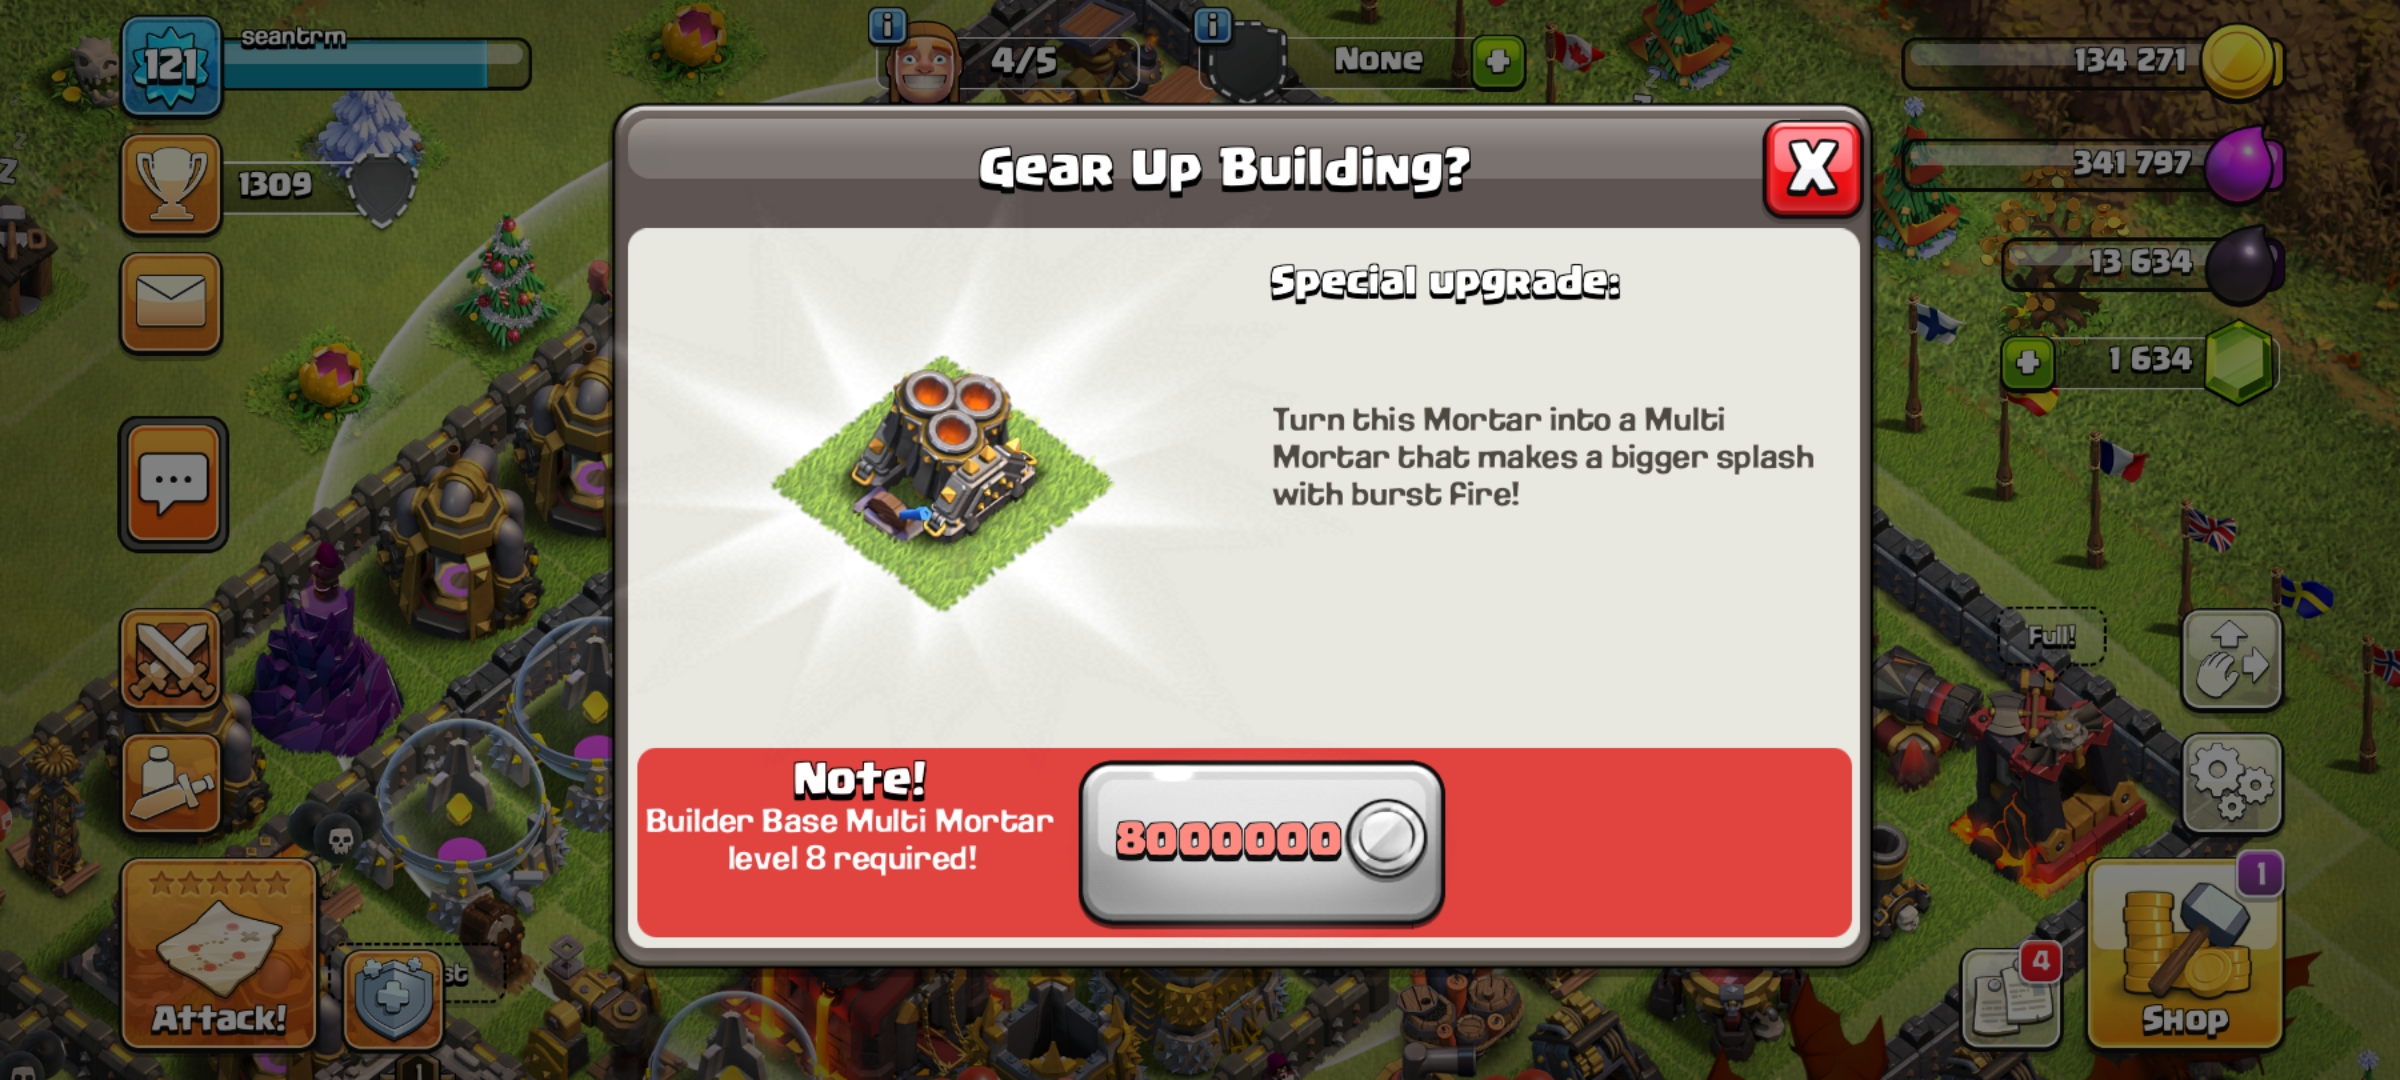 121
seantrm
4/5
None
134 271
1309
341 797
13 634
1 634
Gear Up Building?
X
Special upgrade:
Turn this Mortar into a Multi
Mortar that makes a bigger splash
with burst fire!
Note!
Builder Base Multi Mortar
level 8 required!
8000000
Full!
Attack!
st
1
4
1
Shop